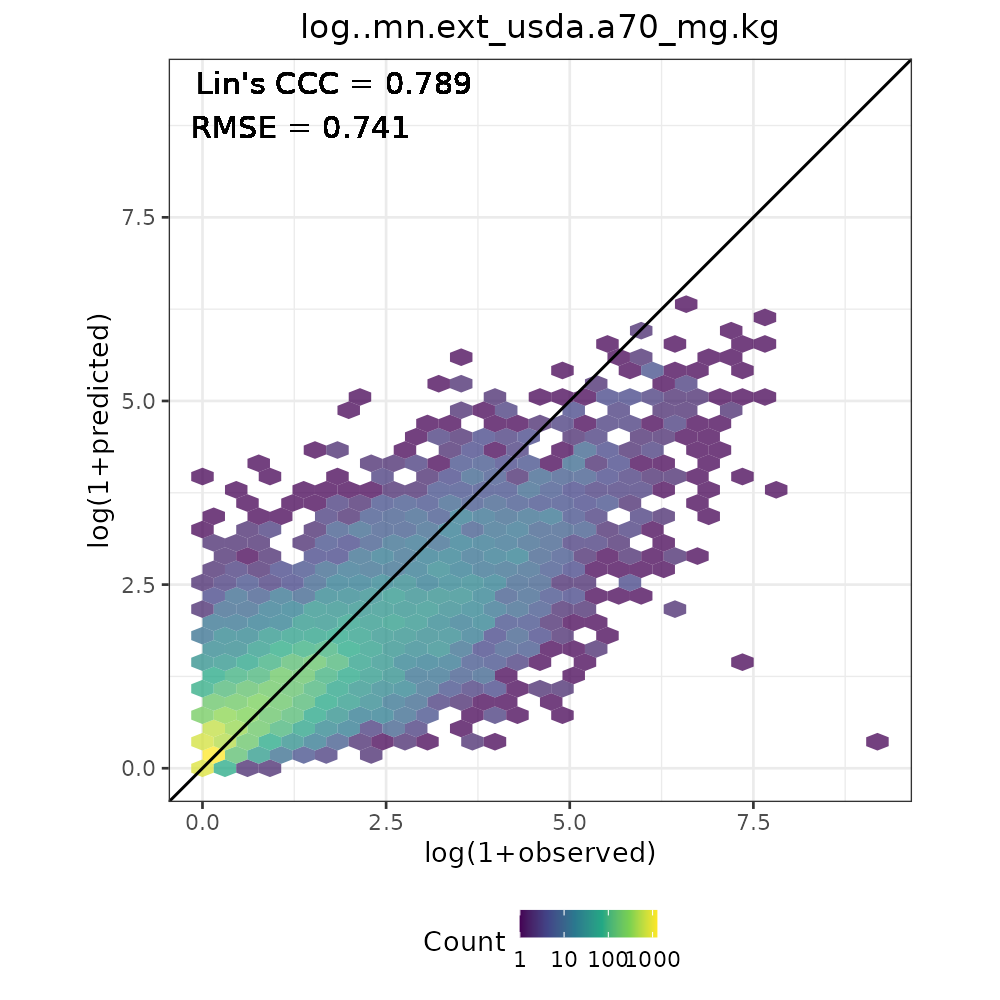 log..mn.ext_usda.a70_mg.kg
Lin's CCC = 0.789
RMSE = 0.741
log(1+predicted)
7.5
5.0
2.5
0.0
0.0 2.5 5.0 7.5
log(1+observed)
Count
1 10 100 1000